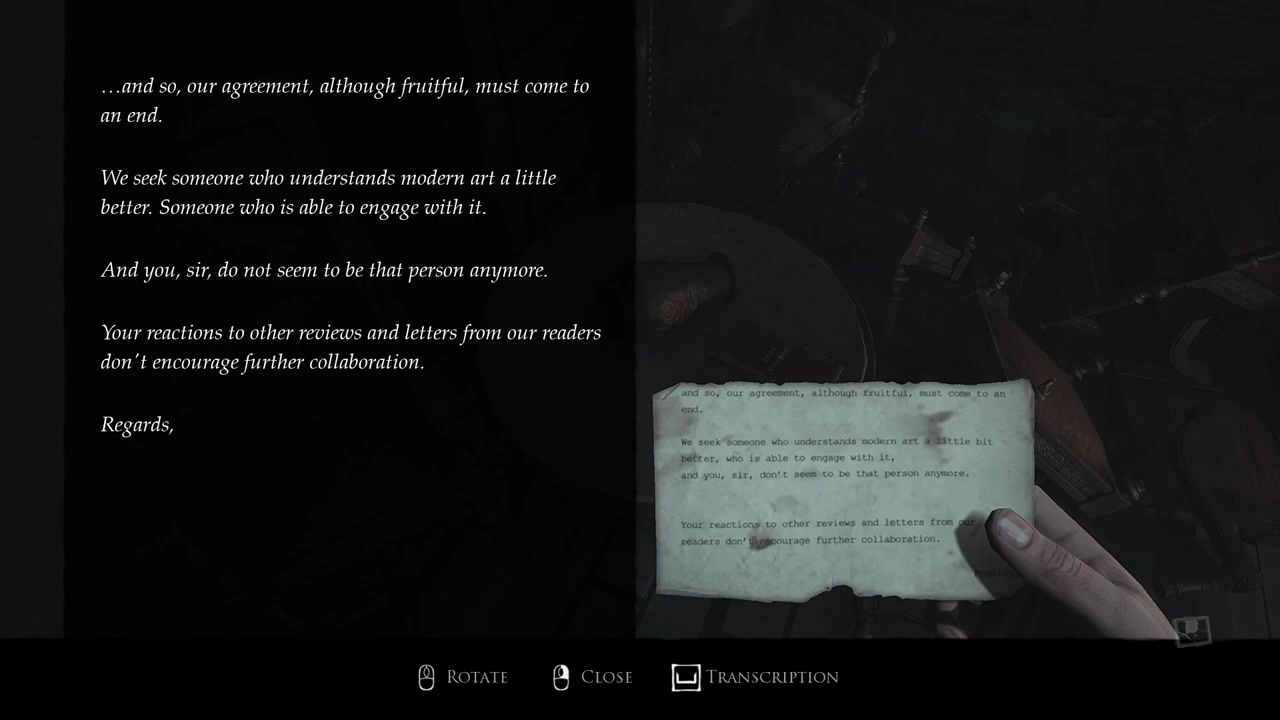 …and so, our agreement, although fruitful, must come to
an end.
We seek someone who understands modern art a little
better. Someone who is able to engage with it.
And you, sir, do not seem to be that person anymore.
Your reactions to other reviews and letters from our readers
don't encourage further collaboration.
Regards,
and so, our agreement, although fruitful, must come to an
end.
We seek someone who understands modern art a little bit
better, who is able to engage with it,
and you, sir, don't seem to be that person anymore.
Your reactions to other reviews and letters from our
readers don't encourage further collaboration.
Regards
ROTATE
CLOSE
TRANSCRIPTION